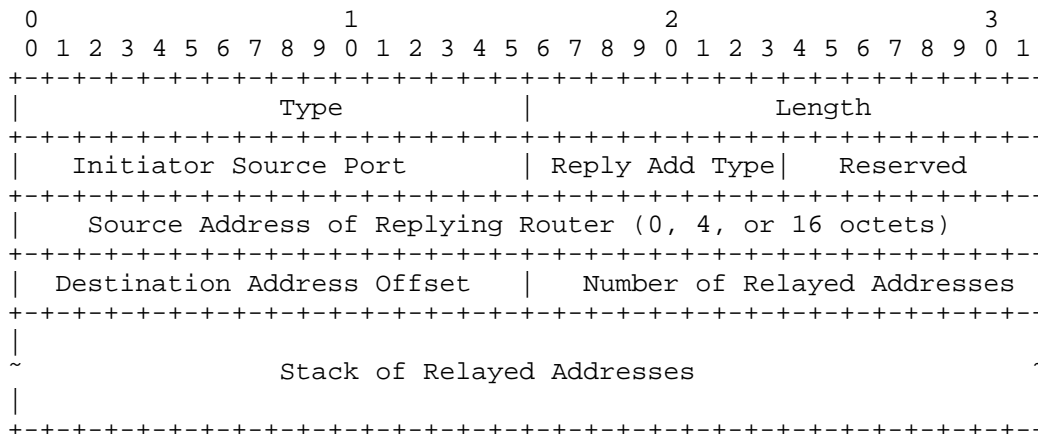 0                   1                   2                   3
0 1 2 3 4 5 6 7 8 9 0 1 2 3 4 5 6 7 8 9 0 1 2 3 4 5 6 7 8 9 0 1
+-+-+-+-+-+-+-+-+-+-+-+-+-+-+-+-+-+-+-+-+-+-+-+-+-+-+-+-+-+-+-+--
|               Type            |               Length
+-+-+-+-+-+-+-+-+-+-+-+-+-+-+-+-+-+-+-+-+-+-+-+-+-+-+-+-+-+-+-+--
|   Initiator Source Port       | Reply Add Type|   Reserved
+-+-+-+-+-+-+-+-+-+-+-+-+-+-+-+-+-+-+-+-+-+-+-+-+-+-+-+-+-+-+-+--
|    Source Address of Replying Router (0, 4, or 16 octets)
+-+-+-+-+-+-+-+-+-+-+-+-+-+-+-+-+-+-+-+-+-+-+-+-+-+-+-+-+-+-+-+--
|  Destination Address Offset   |   Number of Relayed Addresses
+-+-+-+-+-+-+-+-+-+-+-+-+-+-+-+-+-+-+-+-+-+-+-+-+-+-+-+-+-+-+-+--
|
~                Stack of Relayed Addresses                     ~
|
+-+-+-+-+-+-+-+-+-+-+-+-+-+-+-+-+-+-+-+-+-+-+-+-+-+-+-+-+-+-+-+--